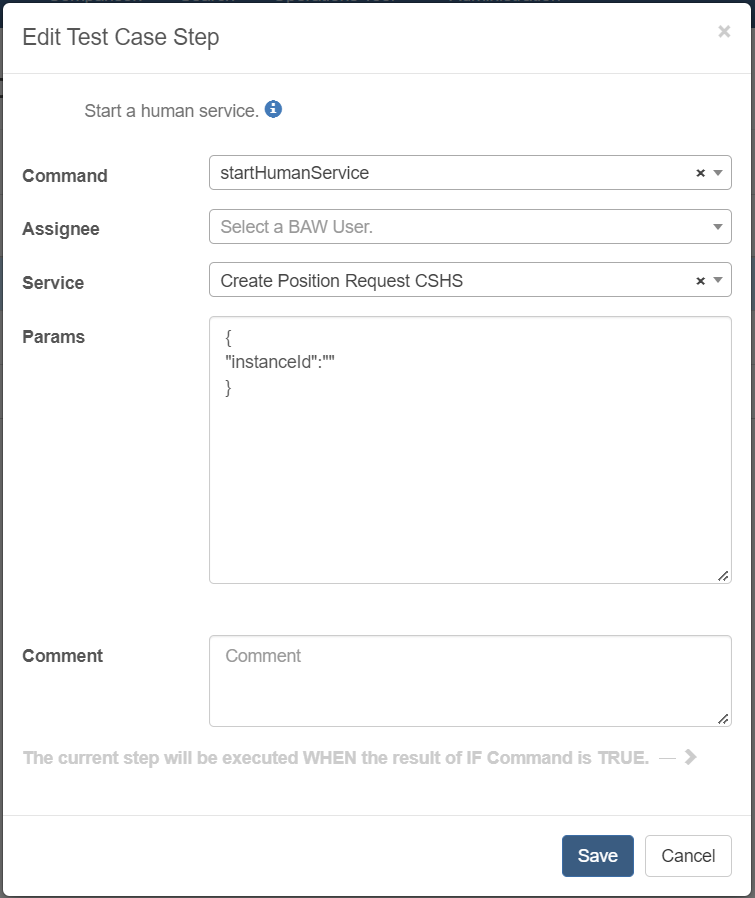 Edit Test Case Step
×
Start a human service.
Command
startHumanService
×
Assignee
Select a BAW User.
Service
Create Position Request CSHS
×
Params
{
"instanceId":""
}
Comment
Comment
The current step will be executed WHEN the result of IF Command is TRUE.
Save
Cancel